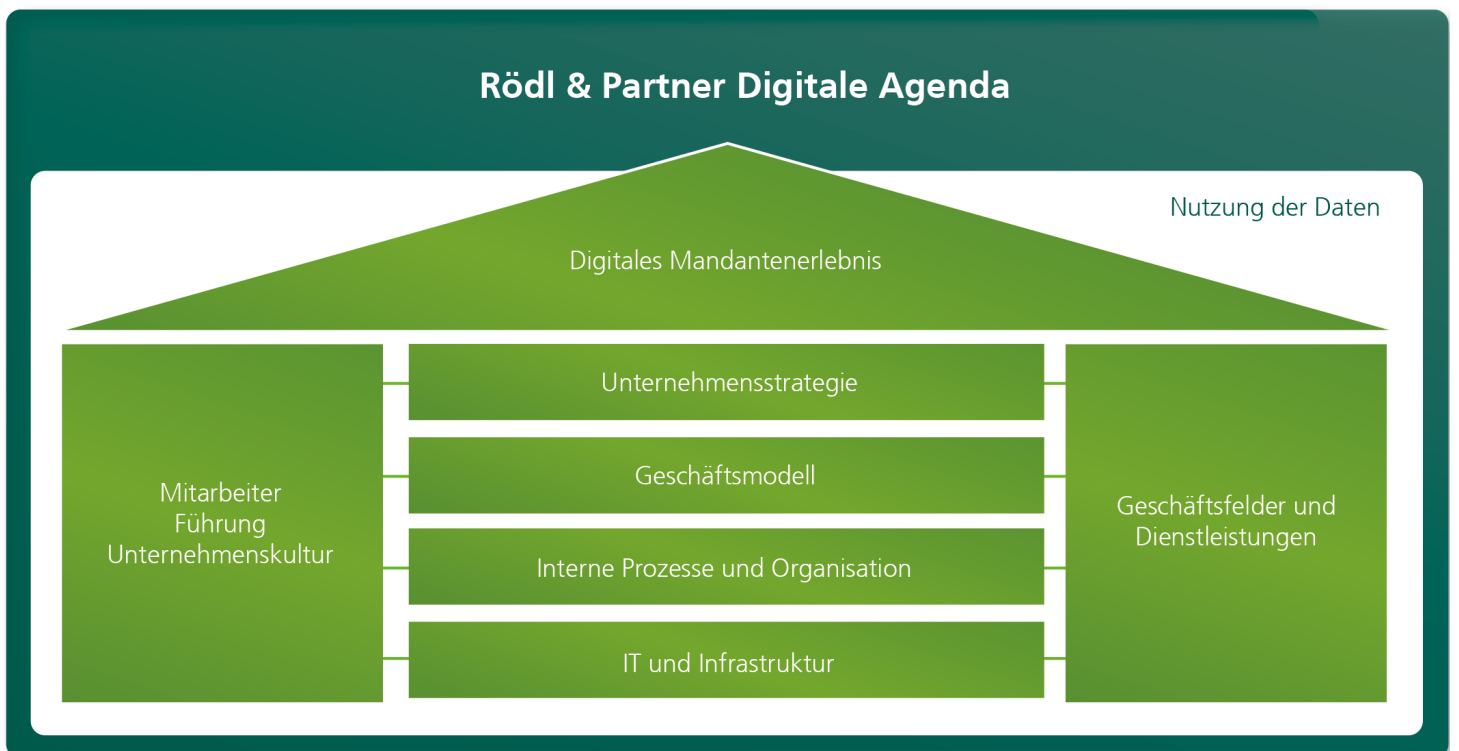 Rödl & Partner Digitale Agenda
Nutzung der Daten
Digitales Mandantenerlebnis
Mitarbeiter
Führung
Unternehmenskultur
Unternehmensstrategie
Geschäftsmodell
Interne Prozesse und Organisation
IT und Infrastruktur
Geschäftsfelder und
Dienstleistungen